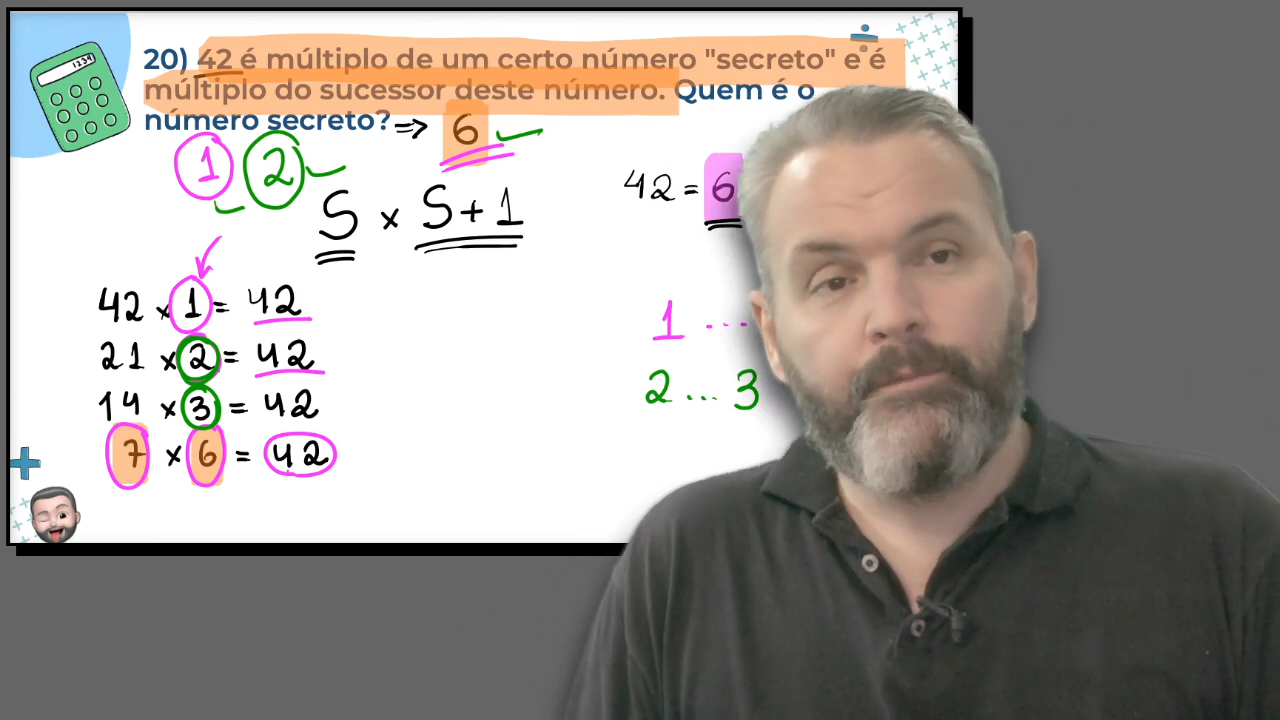 1234
20) 42 é múltiplo de um certo número "secreto" e é
múltiplo do sucessor deste número. Quem é o
número secreto? => 6
1 2
S x S+1
42 = 6
42 x 1 = 42
21 x 2 = 42
14 x 3 = 42
7 x 6 = 42
1 ...
2 ... 3